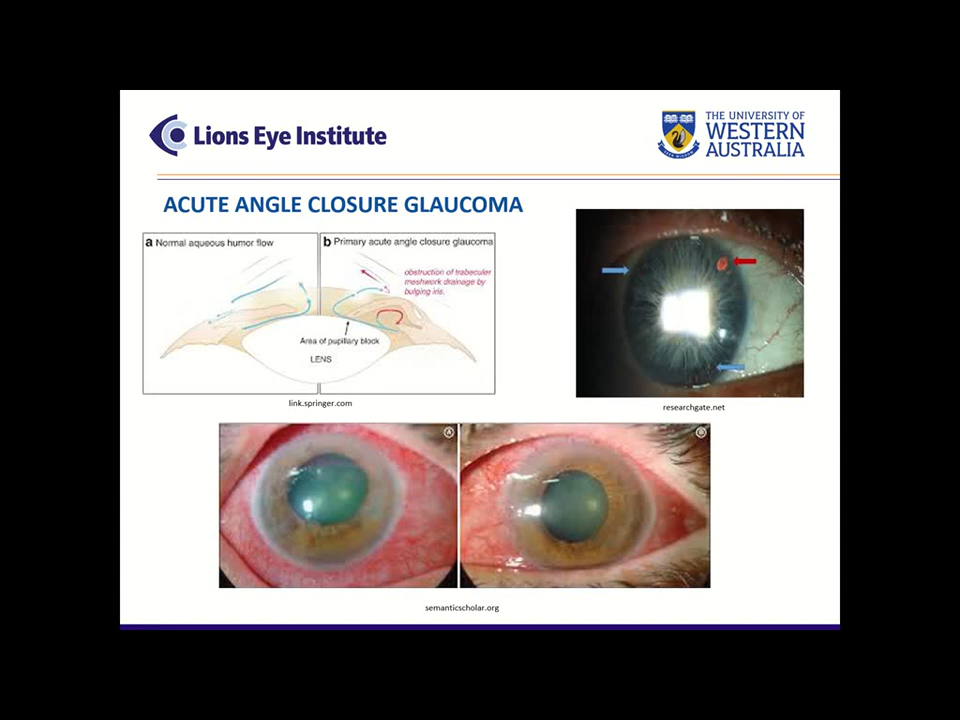 Lions Eye Institute
THE UNIVERSITY OF
WESTERN
AUSTRALIA
ACUTE ANGLE CLOSURE GLAUCOMA
a Normal aqueous humor flow
b Primary acute angle closure glaucoma
obstruction of trabeculer
meshwork drainage by
bulging iris.
Area of pupillary block
LENS
link.springer.com
researchgate.net
A
B
semanticscholar.org